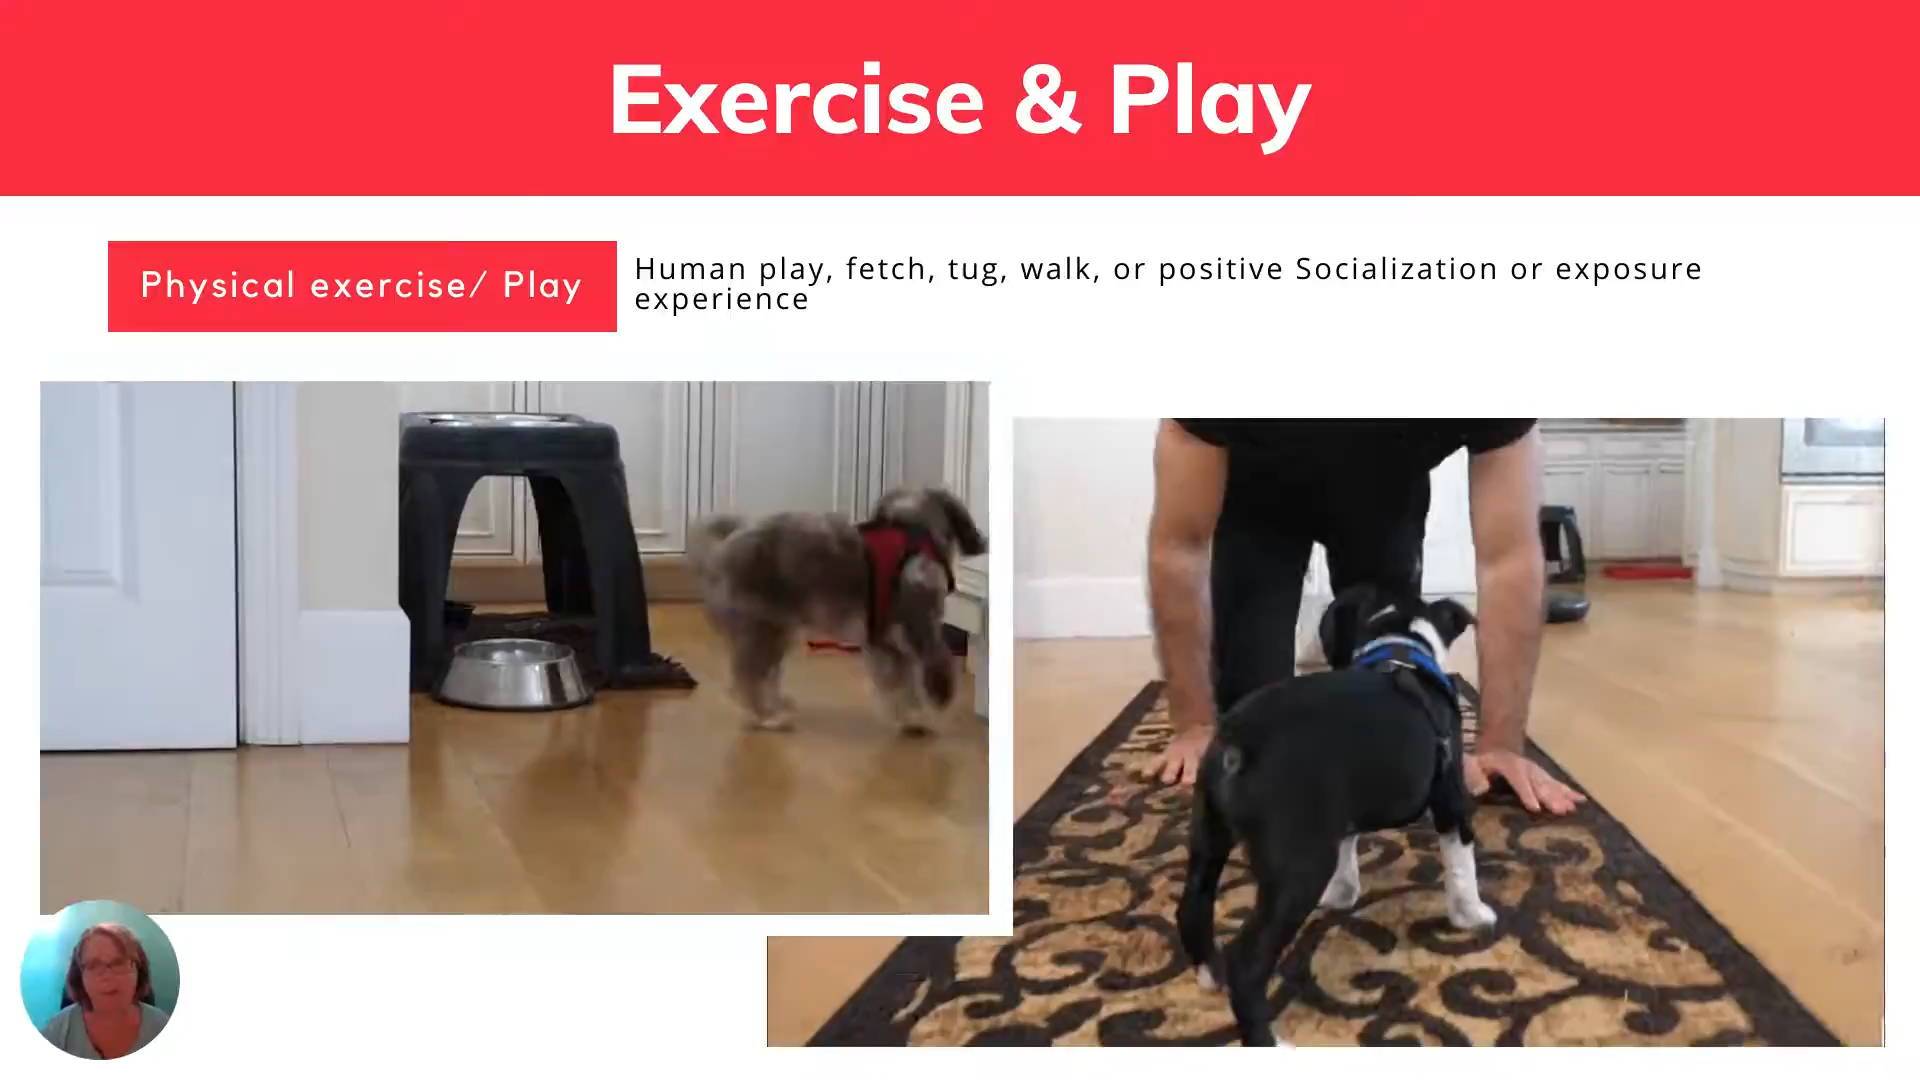 Exercise & Play
Physical exercise/ Play
Human play, fetch, tug, walk, or positive Socialization or exposure
experience